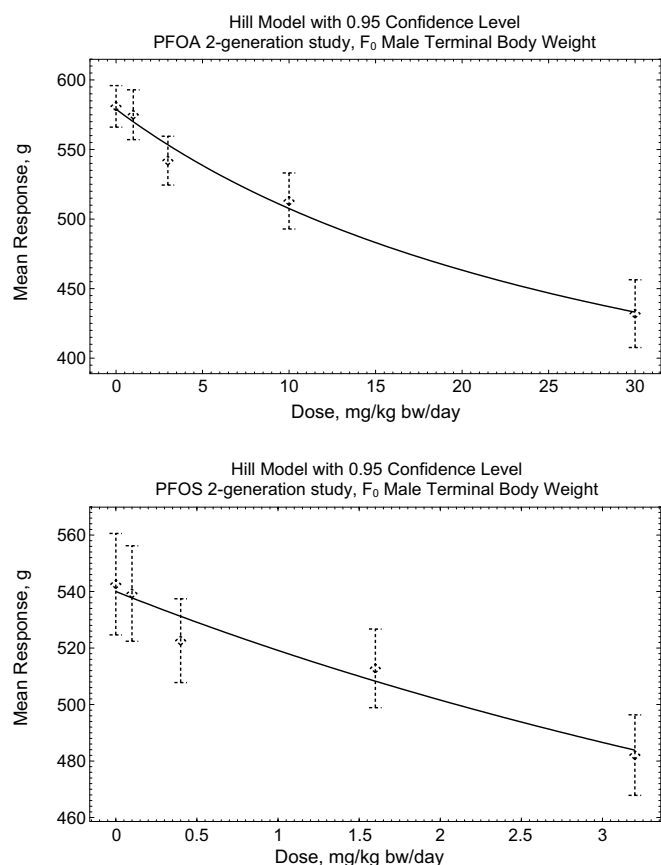 Hill Model with 0.95 Confidence Level
PFOA 2-generation study, F₀ Male Terminal Body Weight
Mean Response, g
600
550
500
450
400
0 5 10 15 20 25 30
Dose, mg/kg bw/day
Hill Model with 0.95 Confidence Level
PFOS 2-generation study, F₀ Male Terminal Body Weight
Mean Response, g
560
540
520
500
480
460
0 0.5 1 1.5 2 2.5 3
Dose, mg/kg bw/day